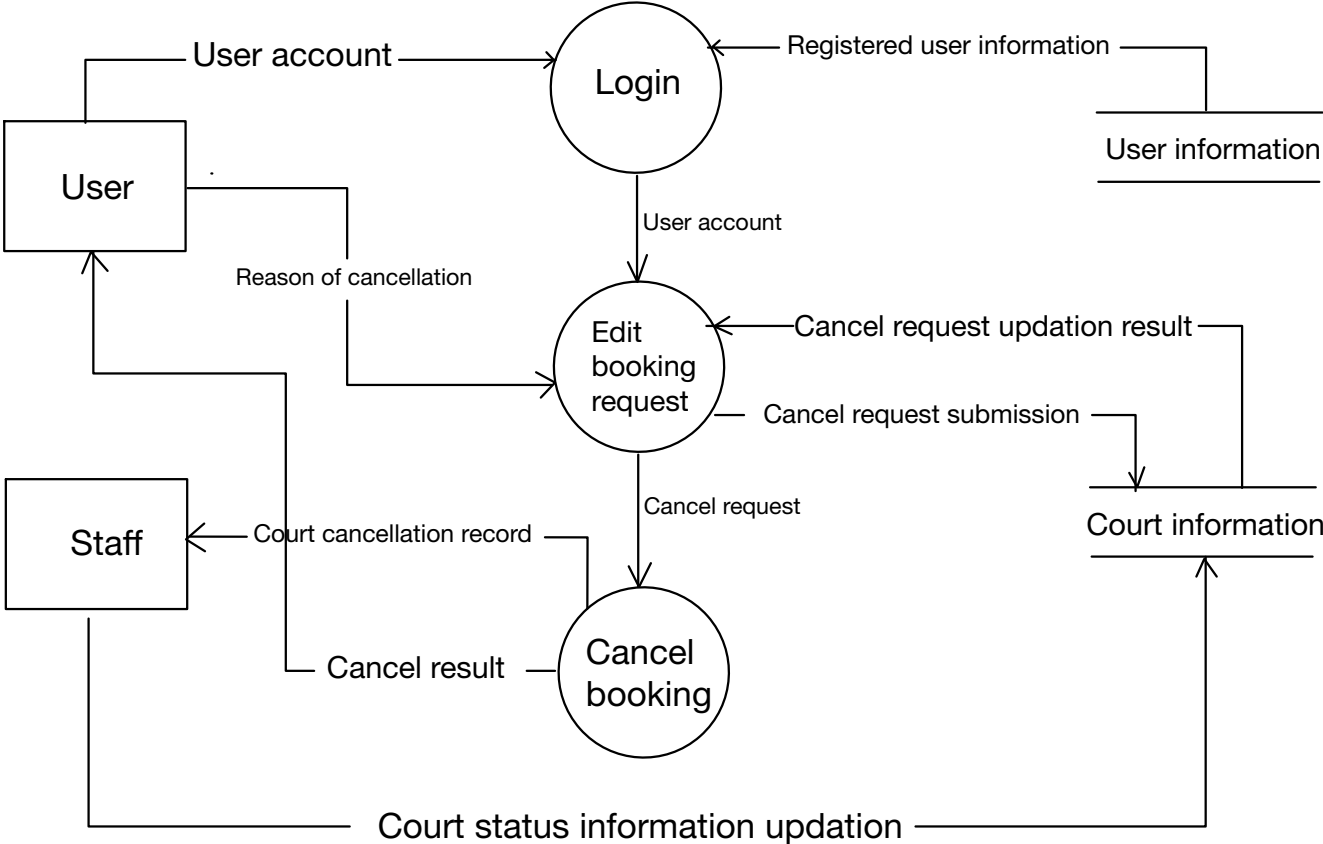 User account
Registered user information
Login
User information
User
User account
Reason of cancellation
Edit
booking
request
Cancel request updation result
Cancel request submission
Cancel request
Court information
Staff
Court cancellation record
Cancel
booking
Cancel result
Court status information updation